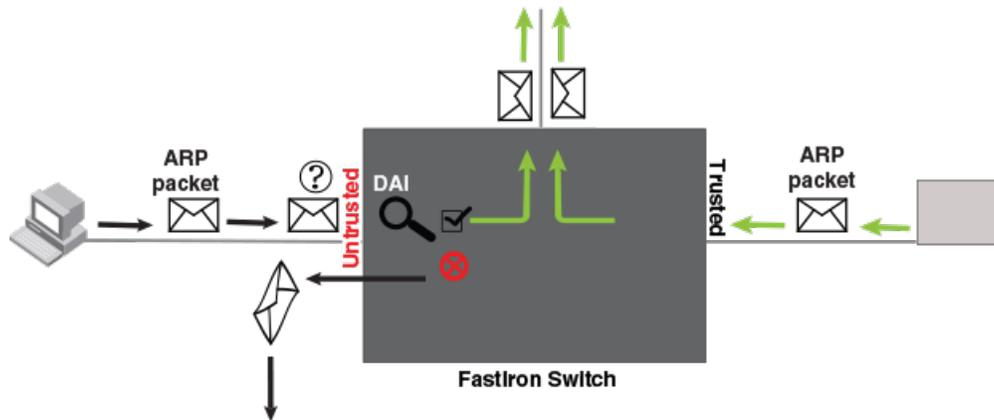 ARP
packet
?
Untrusted
DAI
Trusted
ARP
packet
FastIron Switch